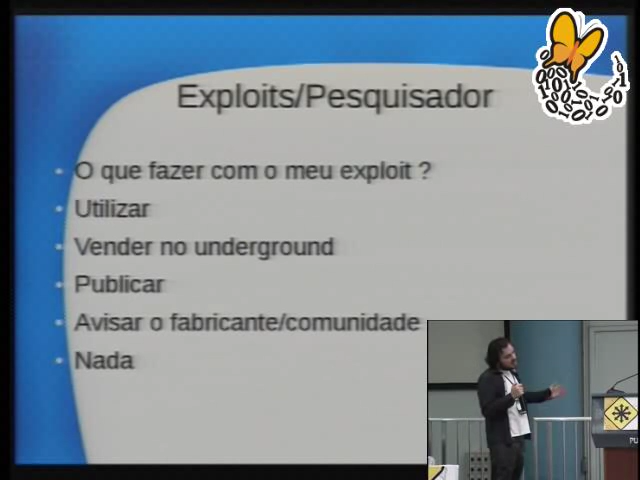 Exploits/Pesquisador
O que fazer com o meu exploit ?
Utilizar
Vender no underground
Publicar
Avisar o fabricante/comunidade
Nada